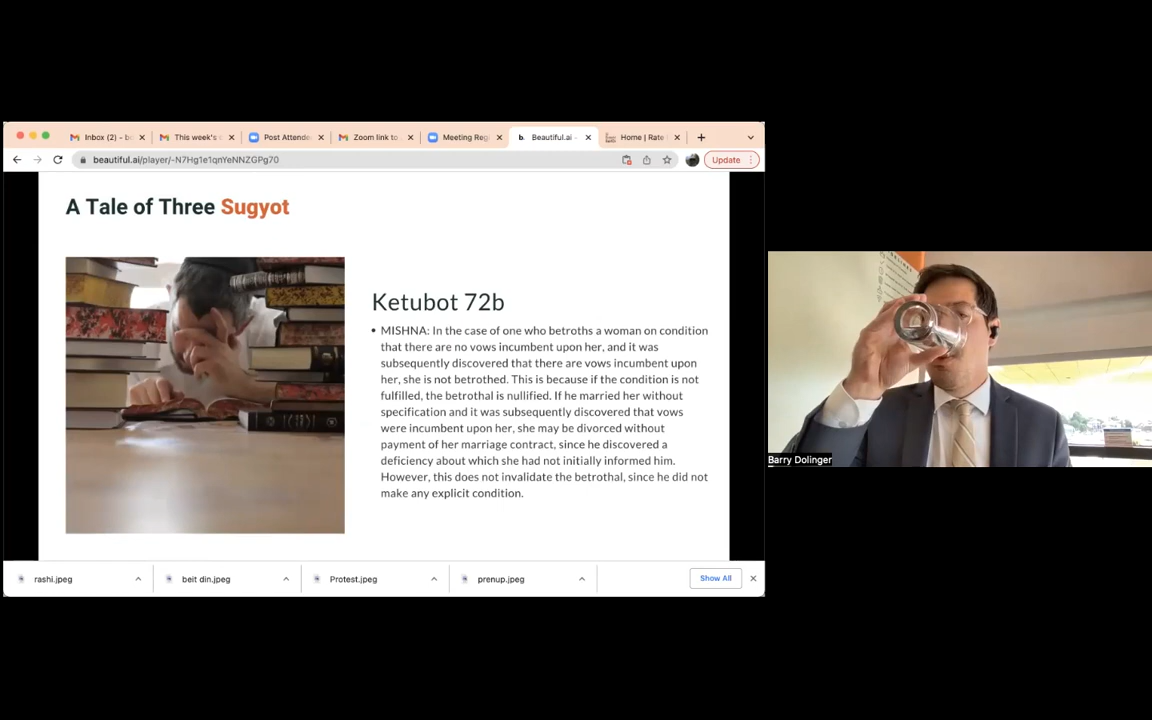 Inbox (2) - bo
This week's
Post Attende
Zoom link to
Meeting Reg
b. Beautiful.ai -
Home | Rate
beautiful.ai/player/-N7Hg1e1qnYeNNZGPg70
Update
A Tale of Three Sugyot
Ketubot 72b
• MISHNA: In the case of one who betroths a woman on condition
that there are no vows incumbent upon her, and it was
subsequently discovered that there are vows incumbent upon
her, she is not betrothed. This is because if the condition is not
fulfilled, the betrothal is nullified. If he married her without
specification and it was subsequently discovered that vows
were incumbent upon her, she may be divorced without
payment of her marriage contract, since he discovered a
deficiency about which she had not initially informed him.
However, this does not invalidate the betrothal, since he did not
make any explicit condition.
Barry Dolinger
rashi.jpeg
beit din.jpeg
Protest.jpeg
prenup.jpeg
Show All